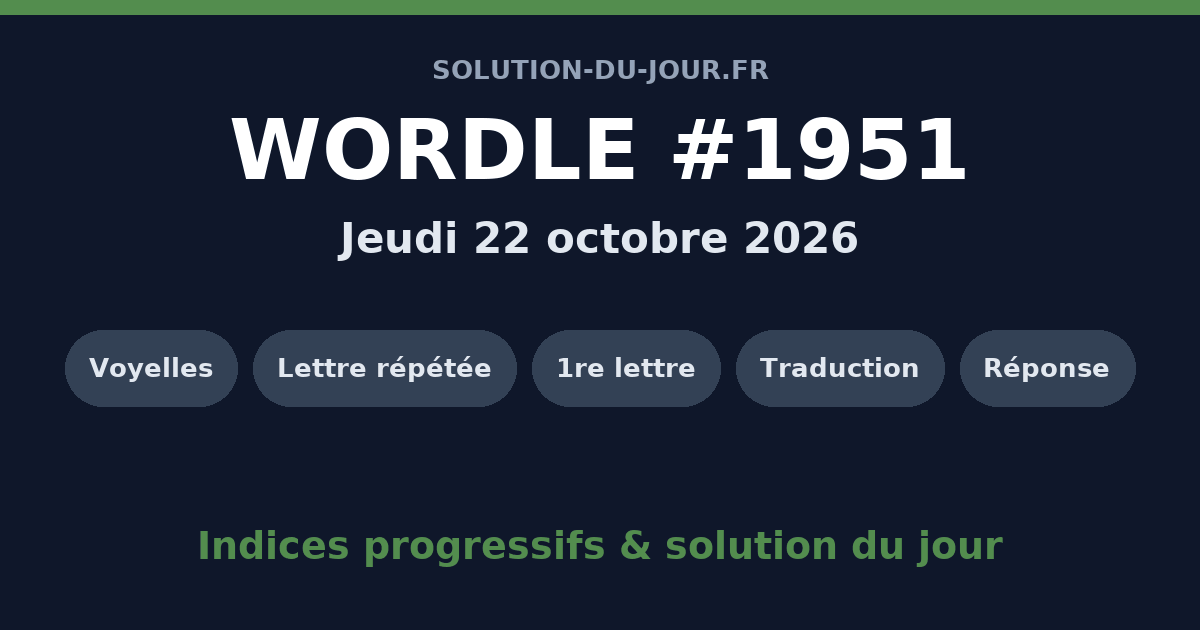 SOLUTION-DU-JOUR.FR
WORDLE #1951
Jeudi 22 octobre 2026
Voyelles Lettre répétée 1re lettre Traduction Réponse
Indices progressifs & solution du jour